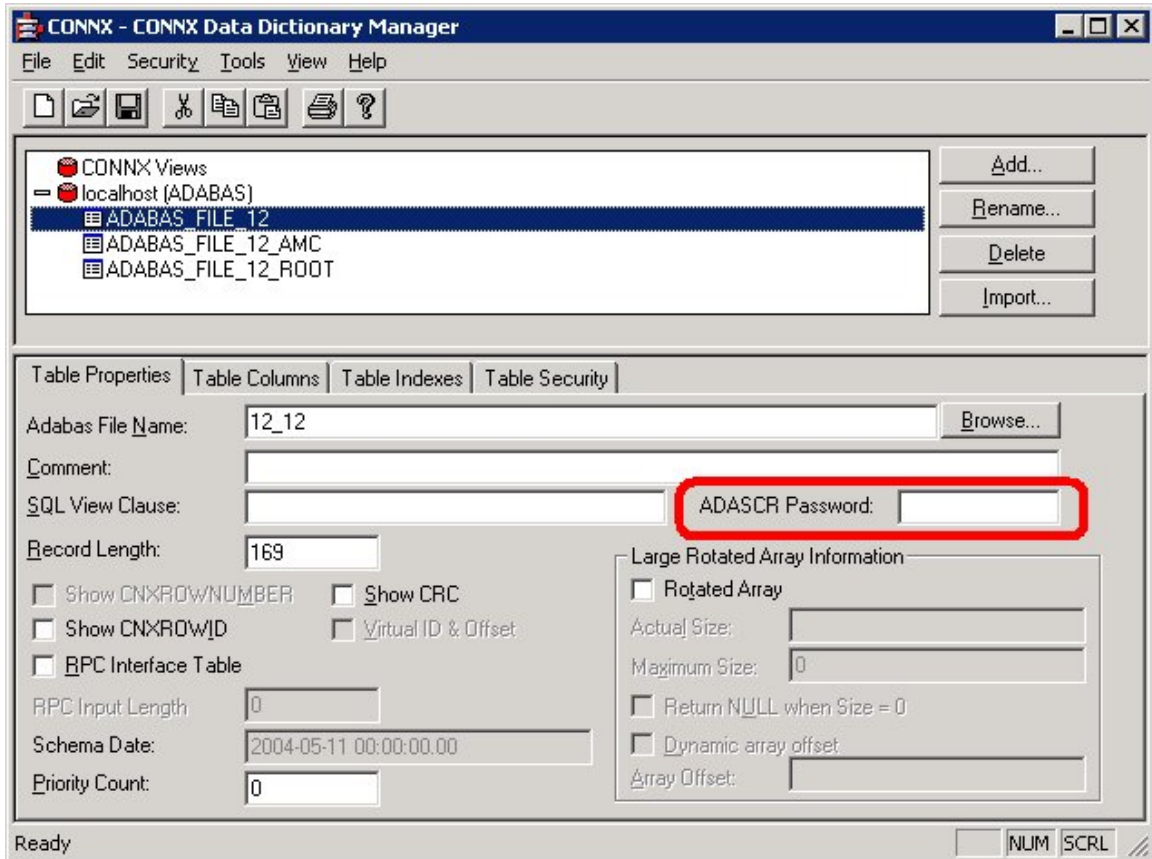 CONNX - CONNX Data Dictionary Manager
File Edit Security Tools View Help
CONNX Views
localhost (ADABAS)
ADABAS_FILE_12
ADABAS_FILE_12_AMC
ADABAS_FILE_12_ROOT
Add...
Rename...
Delete
Import...
Table Properties Table Columns Table Indexes Table Security
Adabas File Name: 12_12 Browse...
Comment:
SQL View Clause: ADASCR Password:
Record Length: 169
Show CNXROWNUMBER Show CRC
Show CNXROWID Virtual ID & Offset
RPC Interface Table
RPC Input Length 0
Schema Date: 2004-05-11 00:00:00.00
Priority Count: 0
Large Rotated Array Information
Rotated Array
Actual Size:
Maximum Size: 0
Return NULL when Size = 0
Dynamic array offset
Array Offset:
Ready NUM SCRL